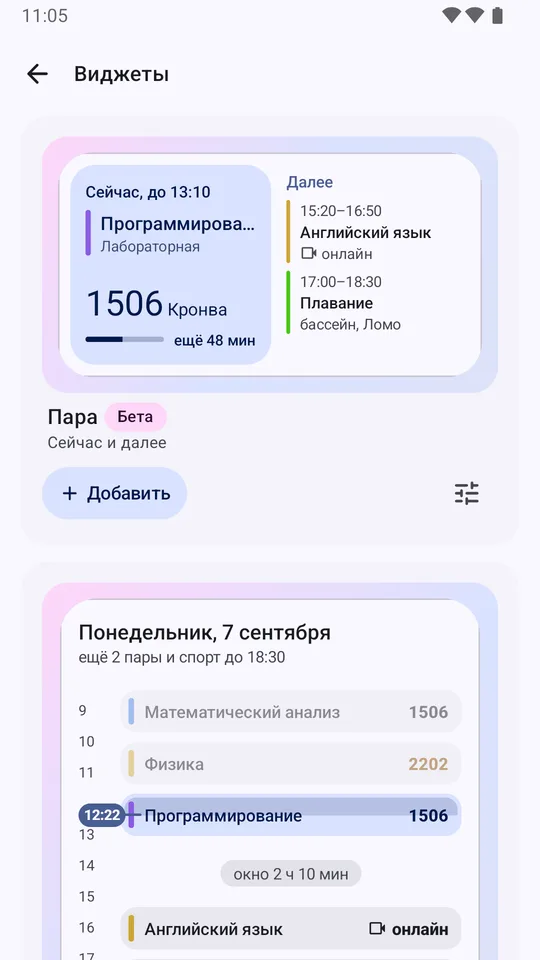 11:05
Виджеты
Сейчас, до 13:10
Программирова...
Лабораторная
1506 Кронва
ещё 48 мин
Далее
15:20–16:50
Английский язык
онлайн
17:00–18:30
Плавание
бассейн, Ломо
Пара Бета
Сейчас и далее
+ Добавить
Понедельник, 7 сентября
ещё 2 пары и спорт до 18:30
9 Математический анализ 1506
10
Физика 2202
11
12:22 Программирование 1506
13
14 окно 2 ч 10 мин
15
16 Английский язык онлайн
17